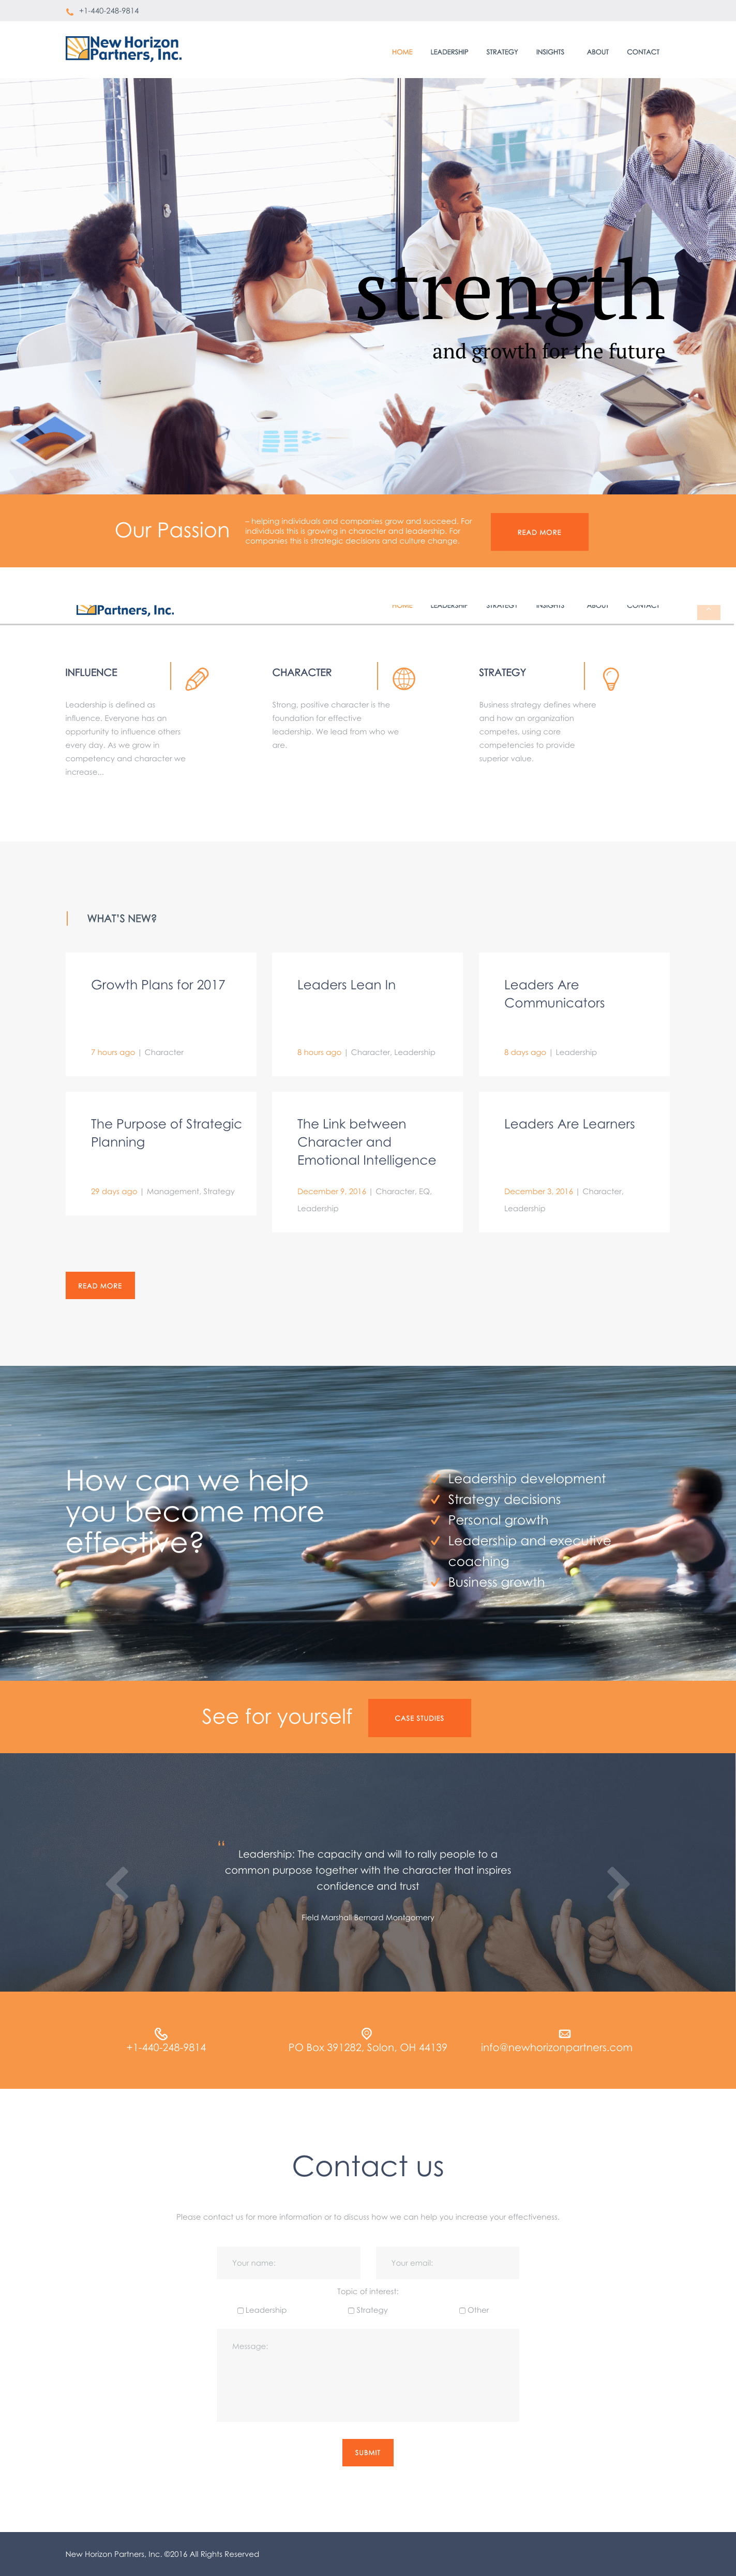 +1-440-248-9814
New Horizon
Partners, Inc.
HOME LEADERSHIP STRATEGY INSIGHTS ABOUT CONTACT
strength
and growth for the future
Our Passion
– helping individuals and companies grow and succeed. For
individuals this is growing in character and leadership. For
companies this is strategic decisions and culture change.
READ MORE
Partners, Inc.
HOME LEADERSHIP STRATEGY INSIGHTS ABOUT CONTACT
INFLUENCE
Leadership is defined as
influence. Everyone has an
opportunity to influence others
every day. As we grow in
competency and character we
increase...
CHARACTER
Strong, positive character is the
foundation for effective
leadership. We lead from who we
are.
STRATEGY
Business strategy defines where
and how an organization
competes, using core
competencies to provide
superior value.
WHAT'S NEW?
Growth Plans for 2017
7 hours ago | Character
Leaders Lean In
8 hours ago | Character, Leadership
Leaders Are
Communicators
8 days ago | Leadership
The Purpose of Strategic
Planning
29 days ago | Management, Strategy
The Link between
Character and
Emotional Intelligence
December 9, 2016 | Character, EQ,
Leadership
Leaders Are Learners
December 3, 2016 | Character,
Leadership
READ MORE
How can we help
you become more
effective?
Leadership development
Strategy decisions
Personal growth
Leadership and executive
coaching
Business growth
See for yourself
CASE STUDIES
"
Leadership: The capacity and will to rally people to a
common purpose together with the character that inspires
confidence and trust
Field Marshall Bernard Montgomery
+1-440-248-9814
PO Box 391282, Solon, OH 44139
info@newhorizonpartners.com
Contact us
Please contact us for more information or to discuss how we can help you increase your effectiveness.
Your name:
Your email:
Topic of interest:
Leadership
Strategy
Other
Message:
SUBMIT
New Horizon Partners, Inc. ©2016 All Rights Reserved